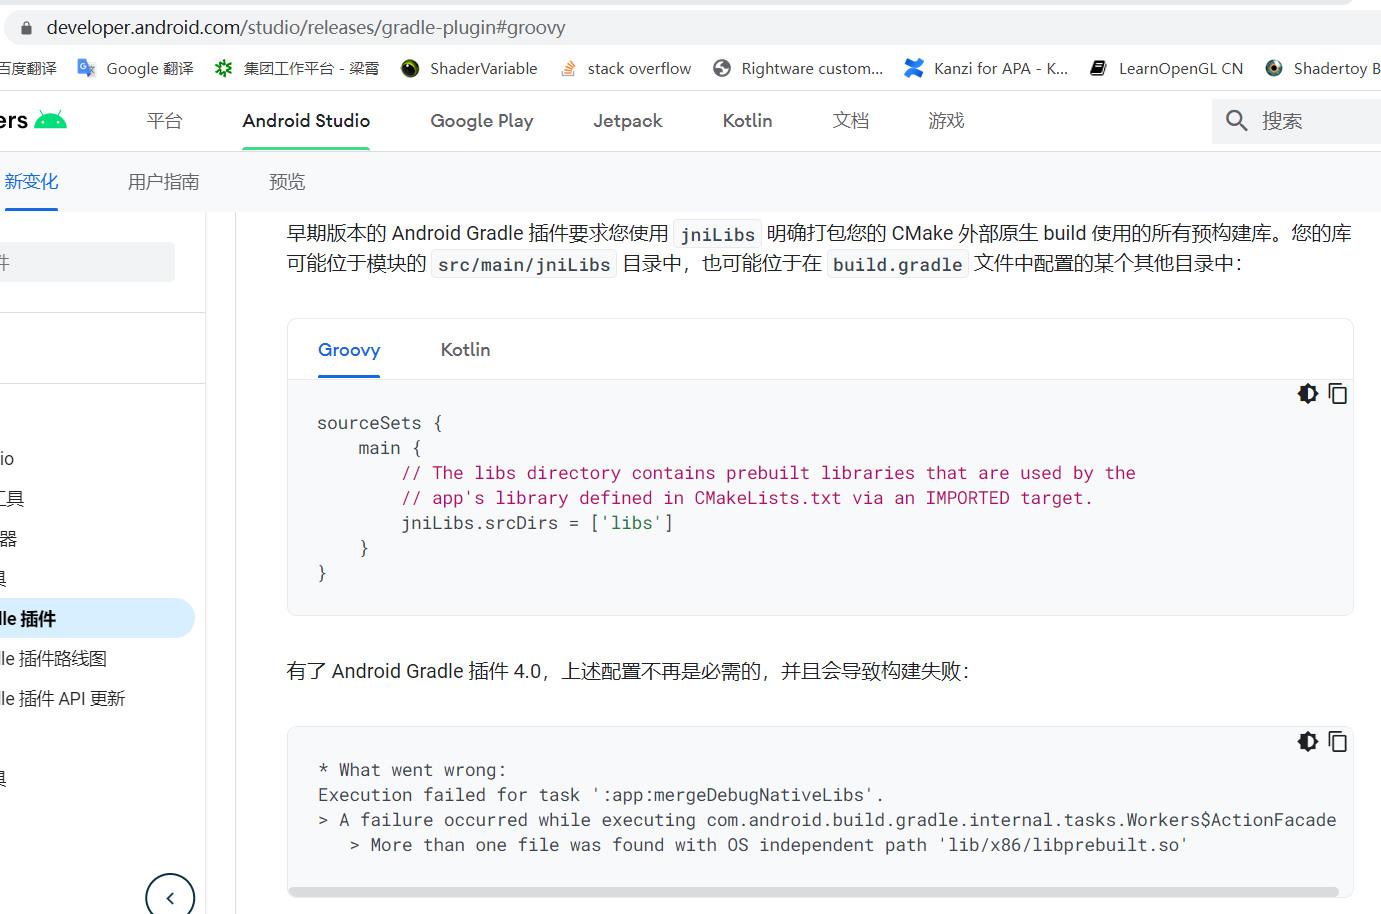 developer.android.com/studio/releases/gradle-plugin#groovy
百度翻译 Google 翻译 集团工作平台 - 梁霄 ShaderVariable stack overflow Rightware custom... Kanzi for APA - K... LearnOpenGL CN Shadertoy B
ers 平台 Android Studio Google Play Jetpack Kotlin 文档 游戏 搜索
新变化 用户指南 预览
件
io
工具
器
具
dle 插件
dle 插件路线图
dle 插件 API 更新
具
早期版本的 Android Gradle 插件要求您使用 jniLibs 明确打包您的 CMake 外部原生 build 使用的所有预构建库。您的库
可能位于模块的 src/main/jniLibs 目录中，也可能位于在 build.gradle 文件中配置的某个其他目录中：
Groovy Kotlin
sourceSets {
    main {
        // The libs directory contains prebuilt libraries that are used by the
        // app's library defined in CMakeLists.txt via an IMPORTED target.
        jniLibs.srcDirs = ['libs']
    }
}
有了 Android Gradle 插件 4.0，上述配置不再是必需的，并且会导致构建失败：
* What went wrong:
Execution failed for task ':app:mergeDebugNativeLibs'.
> A failure occurred while executing com.android.build.gradle.internal.tasks.Workers$ActionFacade
   > More than one file was found with OS independent path 'lib/x86/libprebuilt.so'